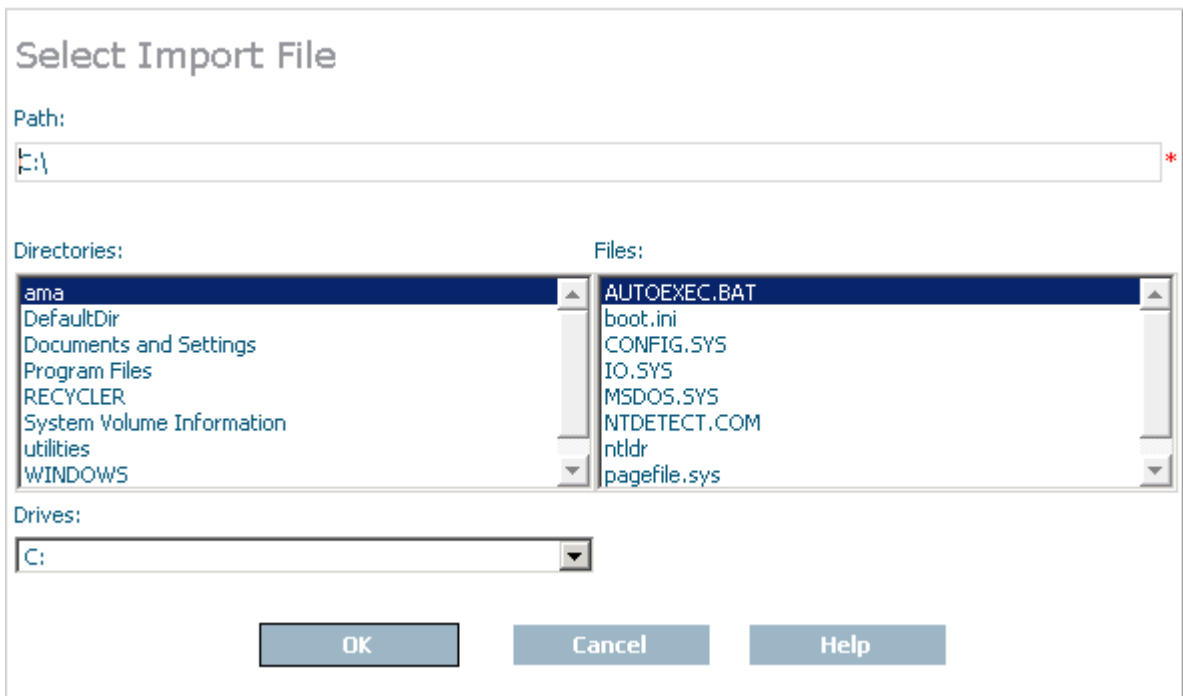 Select Import File
Path:
C:\
*
Directories:
Files:
ama
DefaultDir
Documents and Settings
Program Files
RECYCLER
System Volume Information
utilities
WINDOWS
AUTOEXEC.BAT
boot.ini
CONFIG.SYS
IO.SYS
MSDOS.SYS
NTDETECT.COM
ntldr
pagefile.sys
Drives:
C:
OK
Cancel
Help